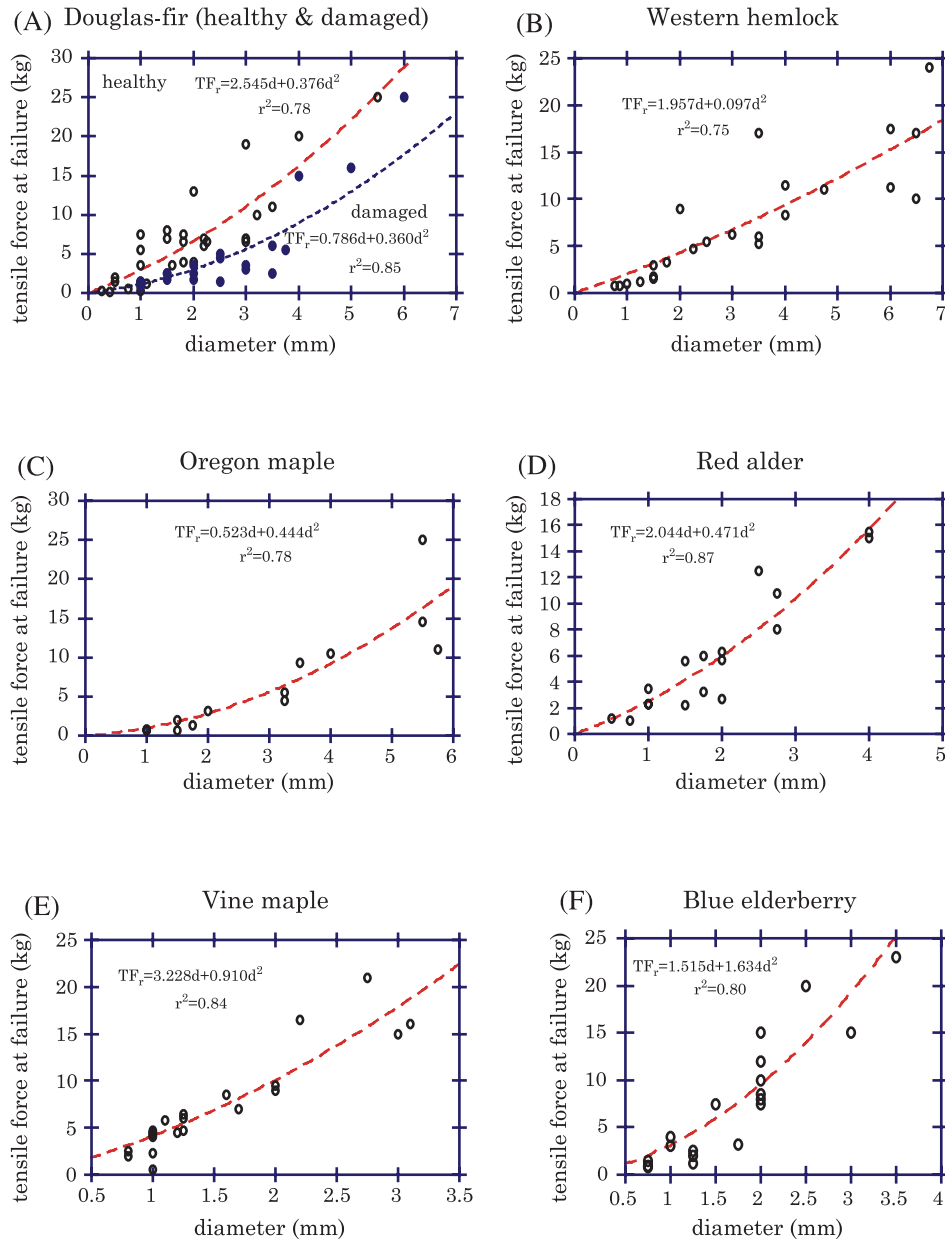 (A) Douglas-fir (healthy & damaged)
tensile force at failure (kg)
30
25
20
15
10
5
0
healthy
TFᵣ=2.545d+0.376d²
r²=0.78
damaged
TFᵣ=0.786d+0.360d²
r²=0.85
0 1 2 3 4 5 6 7
diameter (mm)
(B) Western hemlock
tensile force at failure (kg)
25
20
15
10
5
0
TFᵣ=1.957d+0.097d²
r²=0.75
0 1 2 3 4 5 6 7
diameter (mm)
(C) Oregon maple
tensile force at failure (kg)
30
25
20
15
10
5
0
TFᵣ=0.523d+0.444d²
r²=0.78
0 1 2 3 4 5 6
diameter (mm)
(D) Red alder
tensile force at failure (kg)
18
16
14
12
10
8
6
4
2
0
TFᵣ=2.044d+0.471d²
r²=0.87
0 1 2 3 4 5
diameter (mm)
(E) Vine maple
tensile force at failure (kg)
25
20
15
10
5
0
TFᵣ=3.228d+0.910d²
r²=0.84
0.5 1 1.5 2 2.5 3 3.5
diameter (mm)
(F) Blue elderberry
tensile force at failure (kg)
25
20
15
10
5
0
TFᵣ=1.515d+1.634d²
r²=0.80
0.5 1 1.5 2 2.5 3 3.5 4
diameter (mm)